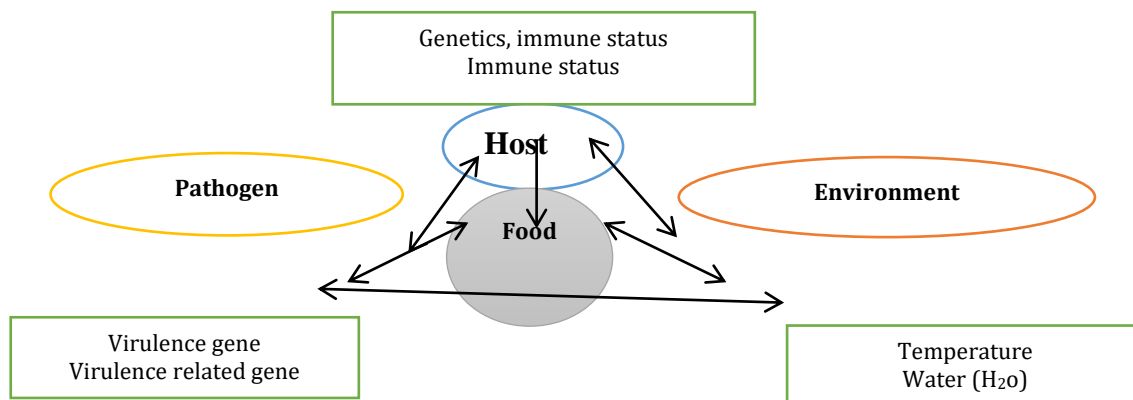 Genetics, immune status
Immune status
Host
Pathogen
Environment
Food
Virulence gene
Virulence related gene
Temperature
Water (H₂o)